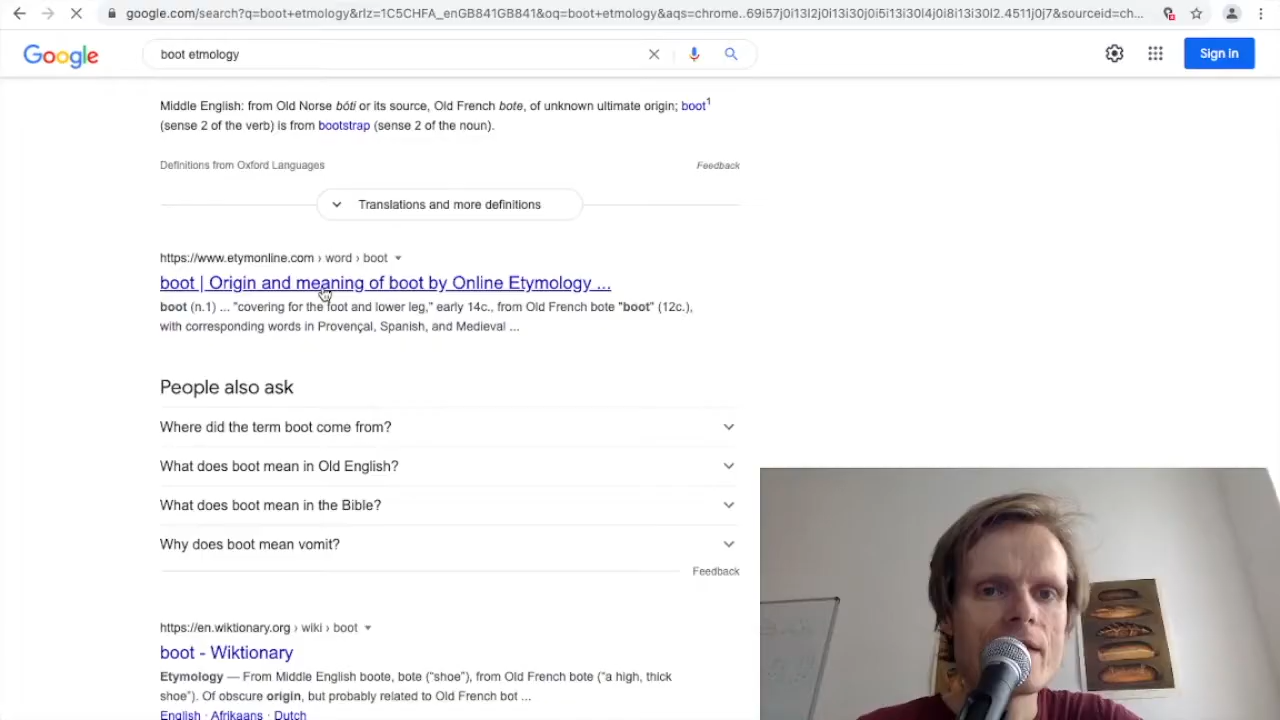 google.com/search?q=boot+etmology&rlz=1C5CHFA_enGB841GB841&oq=boot+etmology&aqs=chrome..69i57j0i13l2j0i13i30j0i5i13i30l4j0i8i13i30l2.4511j0j7&sourceid=ch...
Google
boot etmology
Sign in
Middle English: from Old Norse bóti or its source, Old French bote, of unknown ultimate origin; boot1
(sense 2 of the verb) is from bootstrap (sense 2 of the noun).
Definitions from Oxford Languages
Feedback
Translations and more definitions
https://www.etymonline.com › word › boot
boot | Origin and meaning of boot by Online Etymology ...
boot (n.1) ... "covering for the foot and lower leg," early 14c., from Old French bote "boot" (12c.),
with corresponding words in Provençal, Spanish, and Medieval ...
People also ask
Where did the term boot come from?
What does boot mean in Old English?
What does boot mean in the Bible?
Why does boot mean vomit?
Feedback
https://en.wiktionary.org › wiki › boot
boot - Wiktionary
Etymology — From Middle English boote, bote ("shoe"), from Old French bote ("a high, thick
shoe"). Of obscure origin, but probably related to Old French bot ...
English · Afrikaans · Dutch